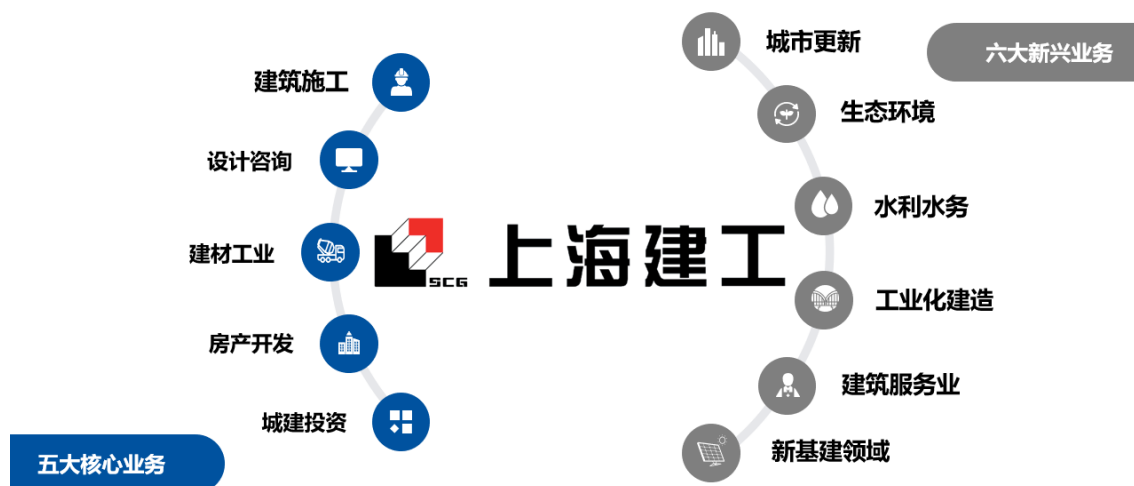 建筑施工
设计咨询
建材工业
房产开发
城建投资
五大核心业务
SCG
上海建工
六大新兴业务
城市更新
生态环境
水利水务
工业化建造
建筑服务业
新基建领域